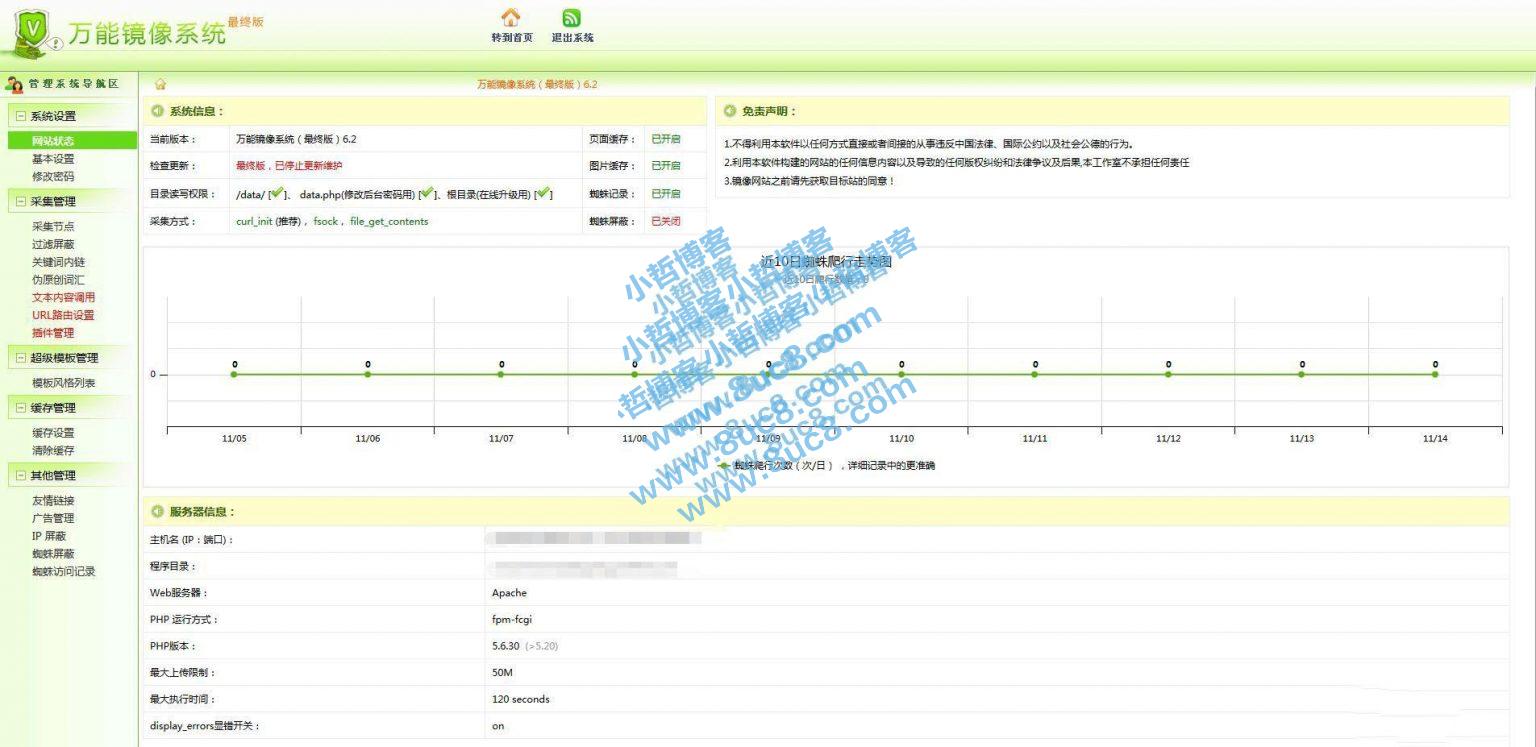 万能镜像系统 最终版
转到首页 退出系统
管理系统导航区
系统设置
网站状态
基本设置
修改密码
采集管理
采集节点
过滤屏蔽
关键词内链
伪原创词汇
文本内容调用
URL路由设置
插件管理
超级模板管理
模板风格列表
缓存管理
缓存设置
清除缓存
其他管理
友情链接
广告管理
IP 屏蔽
蜘蛛屏蔽
蜘蛛访问记录
万能镜像系统（最终版）6.2
系统信息：
当前版本： 万能镜像系统（最终版）6.2 页面缓存： 已开启
检查更新： 最终版，已停止更新维护 图片缓存： 已开启
目录读写权限： /data/ [✓]、data.php(修改后台密码用) [✓]、根目录(在线升级用) [✓] 蜘蛛记录： 已开启
采集方式： curl_init (推荐)，fsock，file_get_contents 蜘蛛屏蔽： 已关闭
免责声明：
1.不得利用本软件以任何方式直接或者间接的从事违反中国法律、国际公约以及社会公德的行为。
2.利用本软件构建的网站的任何信息内容以及导致的任何版权纠纷和法律争议及后果,本工作室不承担任何责任
3.镜像网站之前请先获取目标站的同意！
近10日蜘蛛爬行走势图
近10日爬行数量：0
0 0 0 0 0 0 0 0 0 0
0
11/05 11/06 11/07 11/08 11/09 11/10 11/11 11/12 11/13 11/14
蜘蛛爬行次数（次/日），详细记录中的更准确
小哲博客 小哲博客
小哲博客 小哲博客
小哲博客 小哲博客
小哲博客 小哲博客
哲博客 小哲博客
www.8uc8.com
www.8uc8.com
www.8uc8.com
www.8uc8.com
服务器信息：
主机名 (IP：端口)：
程序目录：
Web服务器： Apache
PHP 运行方式： fpm-fcgi
PHP版本： 5.6.30 (>5.20)
最大上传限制： 50M
最大执行时间： 120 seconds
display_errors显错开关： on